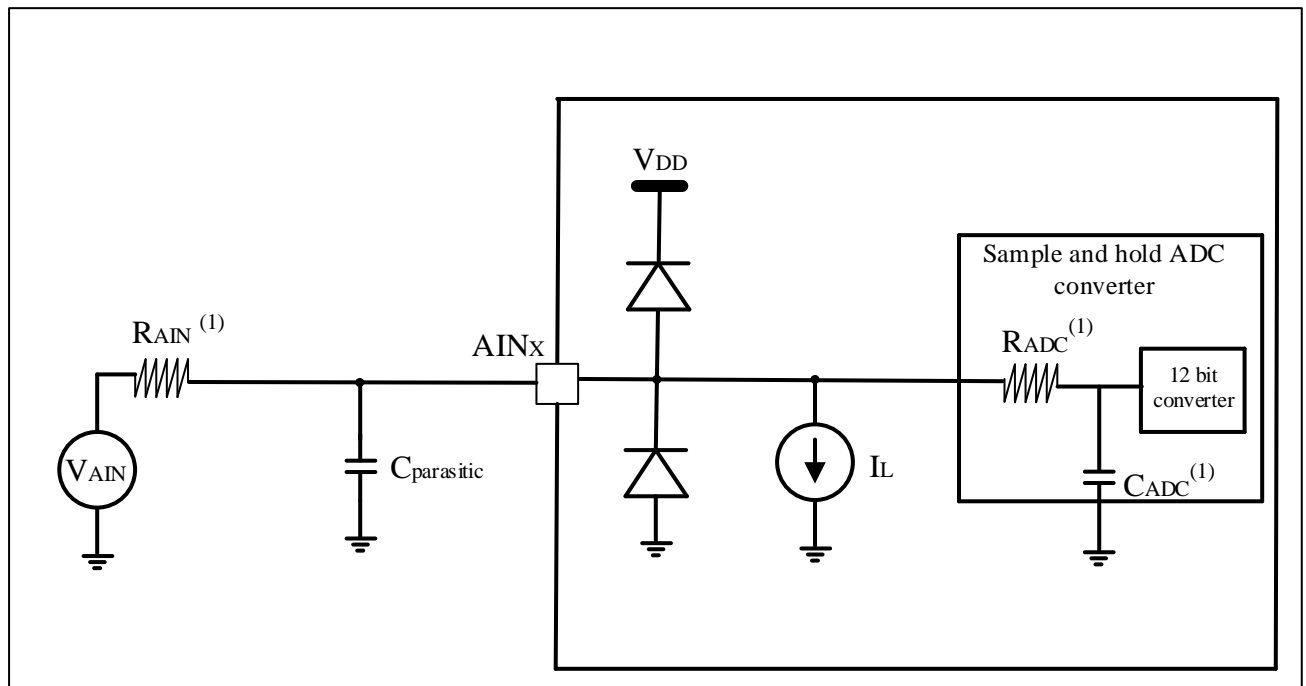 VDD
Sample and hold ADC
converter
RAIN (1)
AINX
RADC(1)
12 bit
converter
VAIN
Cparasitic
IL
CADC(1)